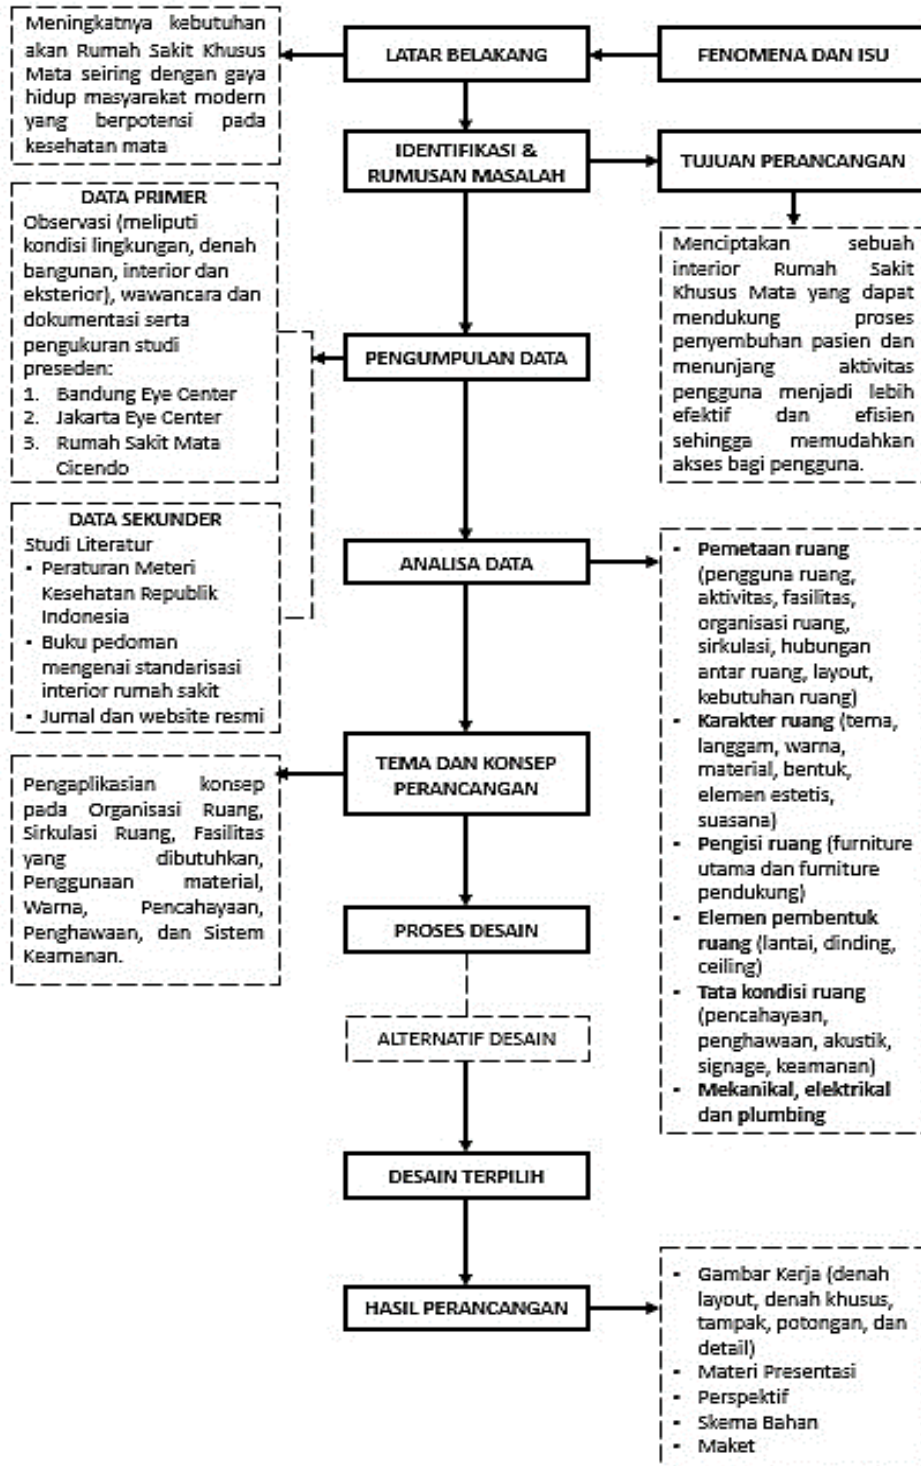 Meningkatnya kebutuhan
akan Rumah Sakit Khusus
Mata seiring dengan gaya
hidup masyarakat modern
yang berpotensi pada
kesehatan mata
LATAR BELAKANG
FENOMENA DAN ISU
IDENTIFIKASI &
RUMUSAN MASALAH
TUJUAN PERANCANGAN
Menciptakan sebuah
interior Rumah Sakit
Khusus Mata yang dapat
mendukung proses
penyembuhan pasien dan
menunjang aktivitas
pengguna menjadi lebih
efektif dan efisien
sehingga memudahkan
akses bagi pengguna.
DATA PRIMER
Observasi (meliputi
kondisi lingkungan, denah
bangunan, interior dan
eksterior), wawancara dan
dokumentasi serta
pengukuran studi
preseden:
1. Bandung Eye Center
2. Jakarta Eye Center
3. Rumah Sakit Mata
Cicendo
PENGUMPULAN DATA
DATA SEKUNDER
Studi Literatur
• Peraturan Meteri
Kesehatan Republik
Indonesia
• Buku pedoman
mengenai standarisasi
interior rumah sakit
• Jurnal dan website resmi
ANALISA DATA
• Pemetaan ruang
(pengguna ruang,
aktivitas, fasilitas,
organisasi ruang,
sirkulasi, hubungan
antar ruang, layout,
kebutuhan ruang)
• Karakter ruang (tema,
langgam, warna,
material, bentuk,
elemen estetis,
suasana)
• Pengisi ruang (furniture
utama dan furniture
pendukung)
• Elemen pembentuk
ruang (lantai, dinding,
ceiling)
• Tata kondisi ruang
(pencahayaan,
penghawaan, akustik,
signage, keamanan)
• Mekanikal, elektrikal
dan plumbing
TEMA DAN KONSEP
PERANCANGAN
Pengaplikasian konsep
pada Organisasi Ruang,
Sirkulasi Ruang, Fasilitas
yang dibutuhkan,
Penggunaan material,
Warna, Pencahayaan,
Penghawaan, dan Sistem
Keamanan.
PROSES DESAIN
ALTERNATIF DESAIN
DESAIN TERPILIH
HASIL PERANCANGAN
• Gambar Kerja (denah
layout, denah khusus,
tampak, potongan, dan
detail)
• Materi Presentasi
• Perspektif
• Skema Bahan
• Maket